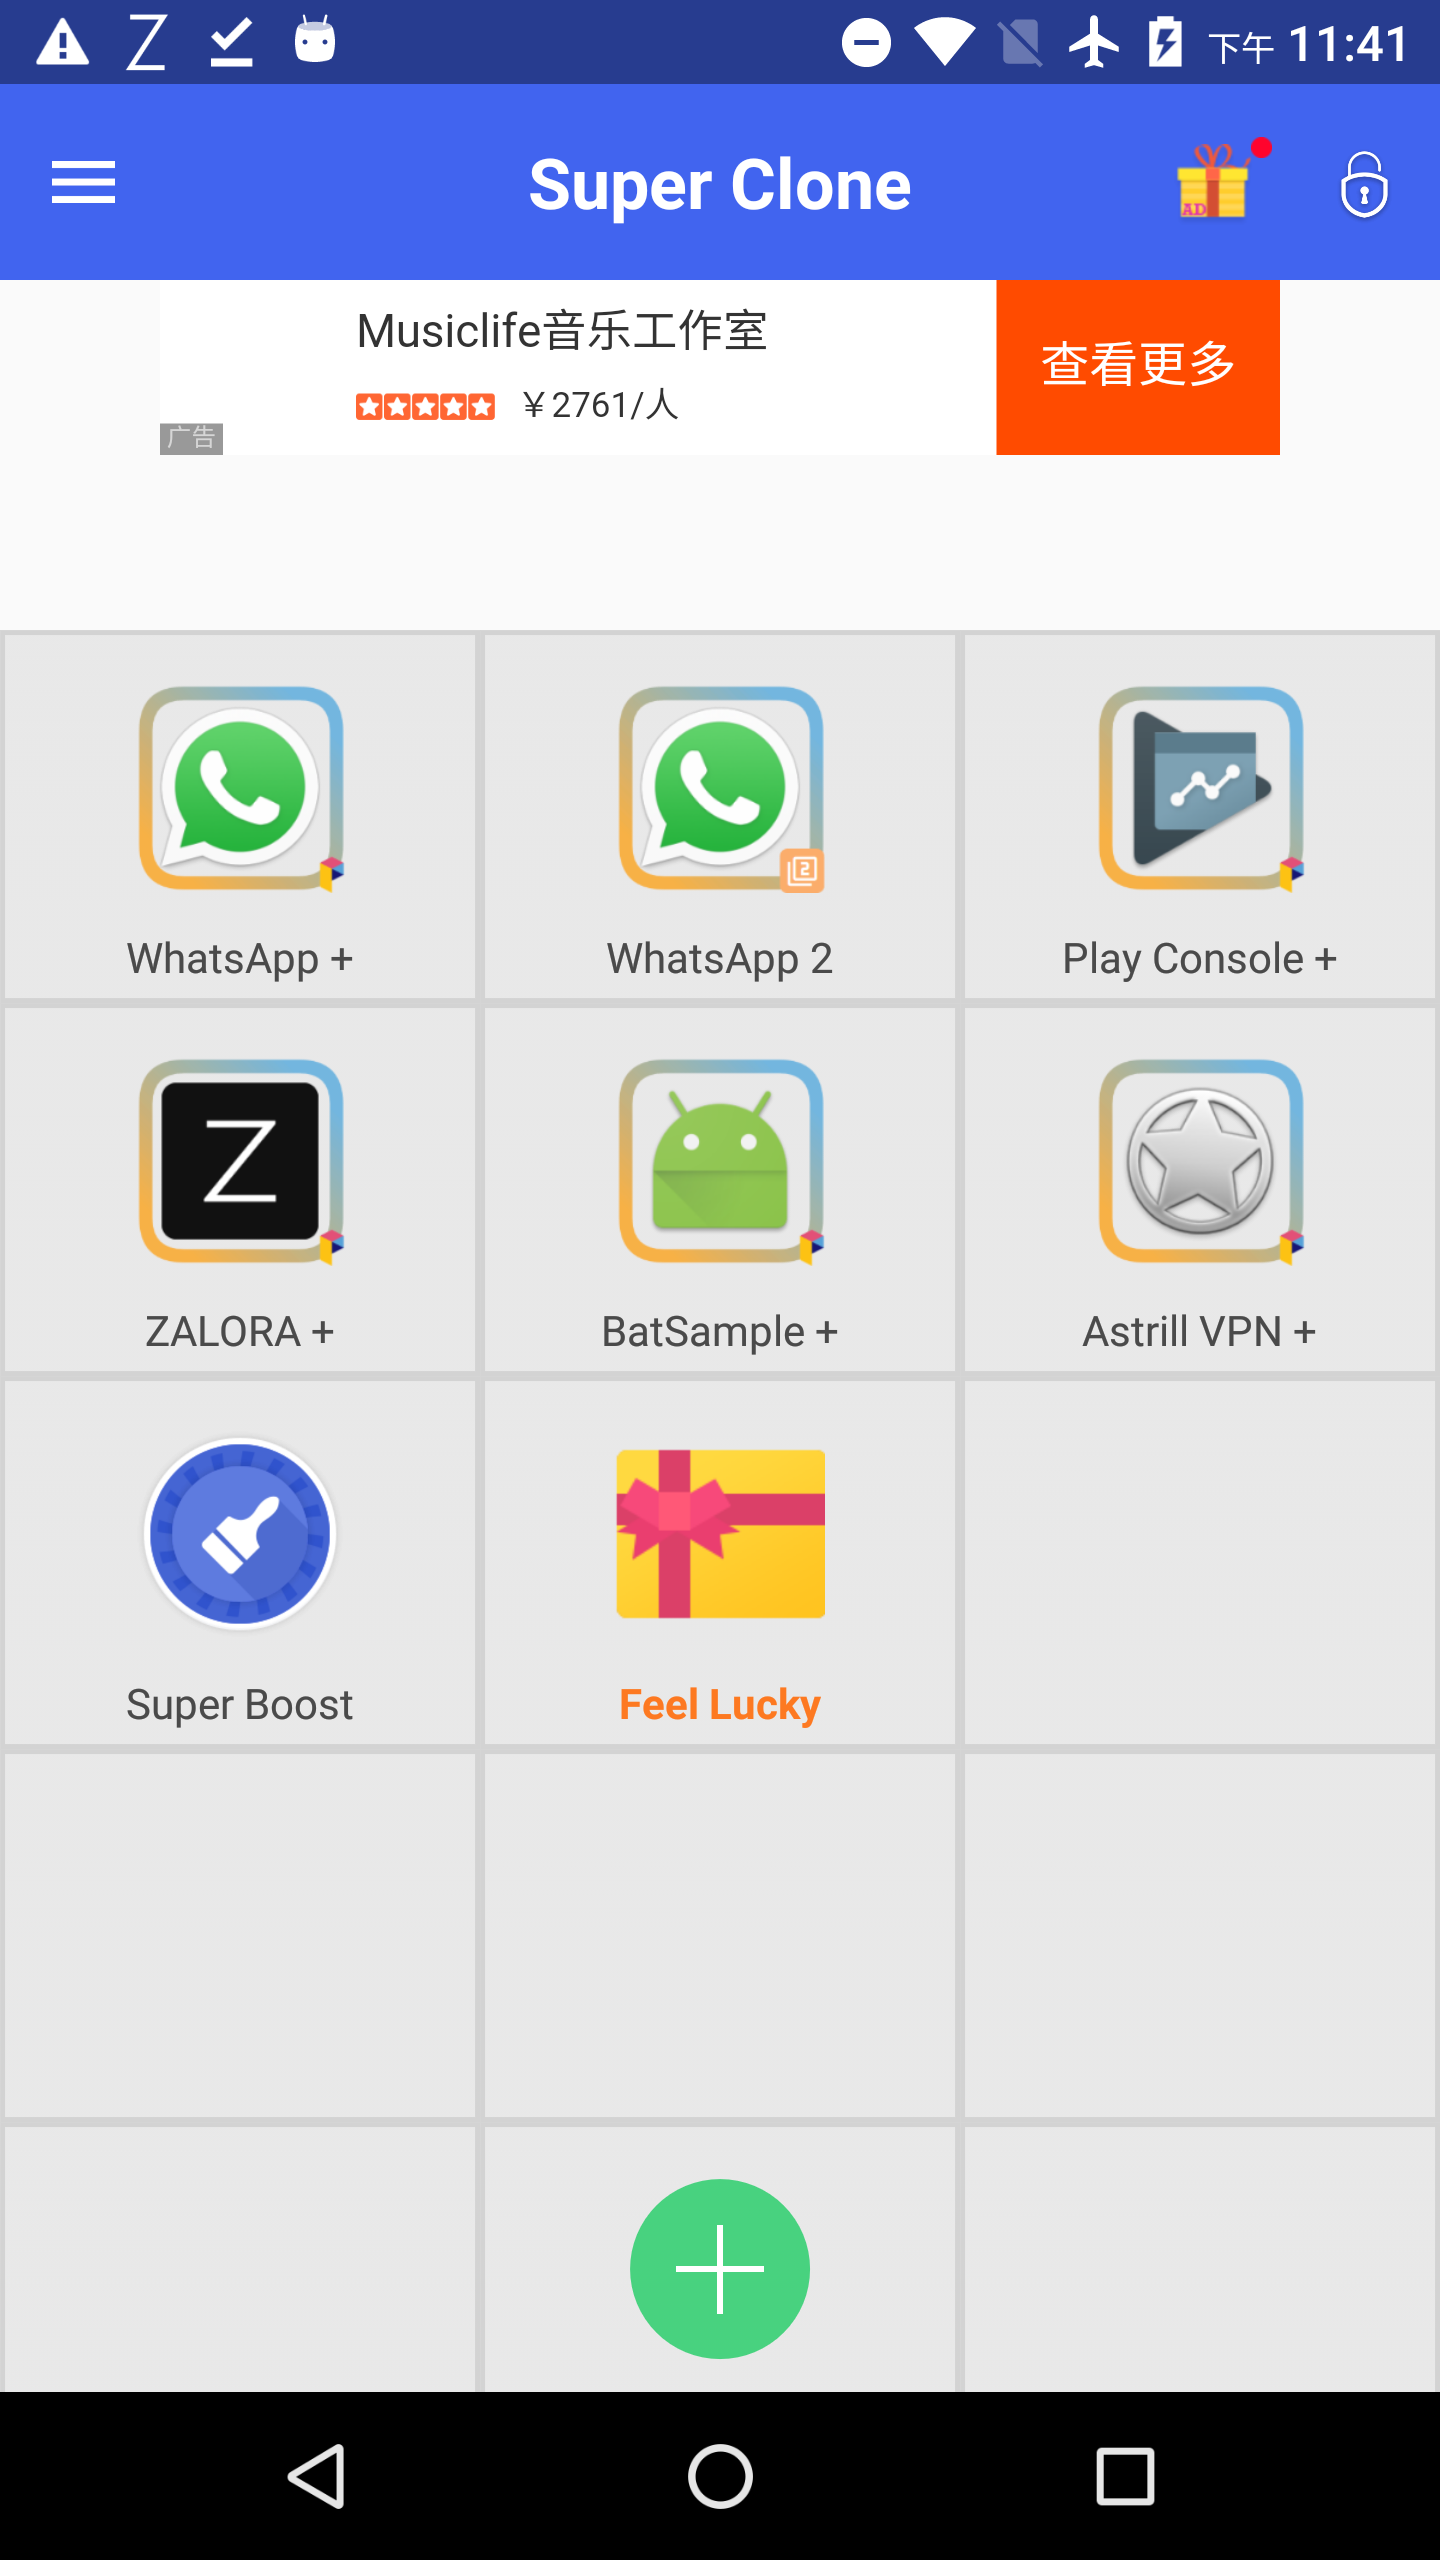 下午 11:41
Super Clone
AD
Musiclife音乐工作室
￥2761/人
查看更多
广告
2
WhatsApp +
WhatsApp 2
Play Console +
Z
ZALORA +
BatSample +
Astrill VPN +
Super Boost
Feel Lucky